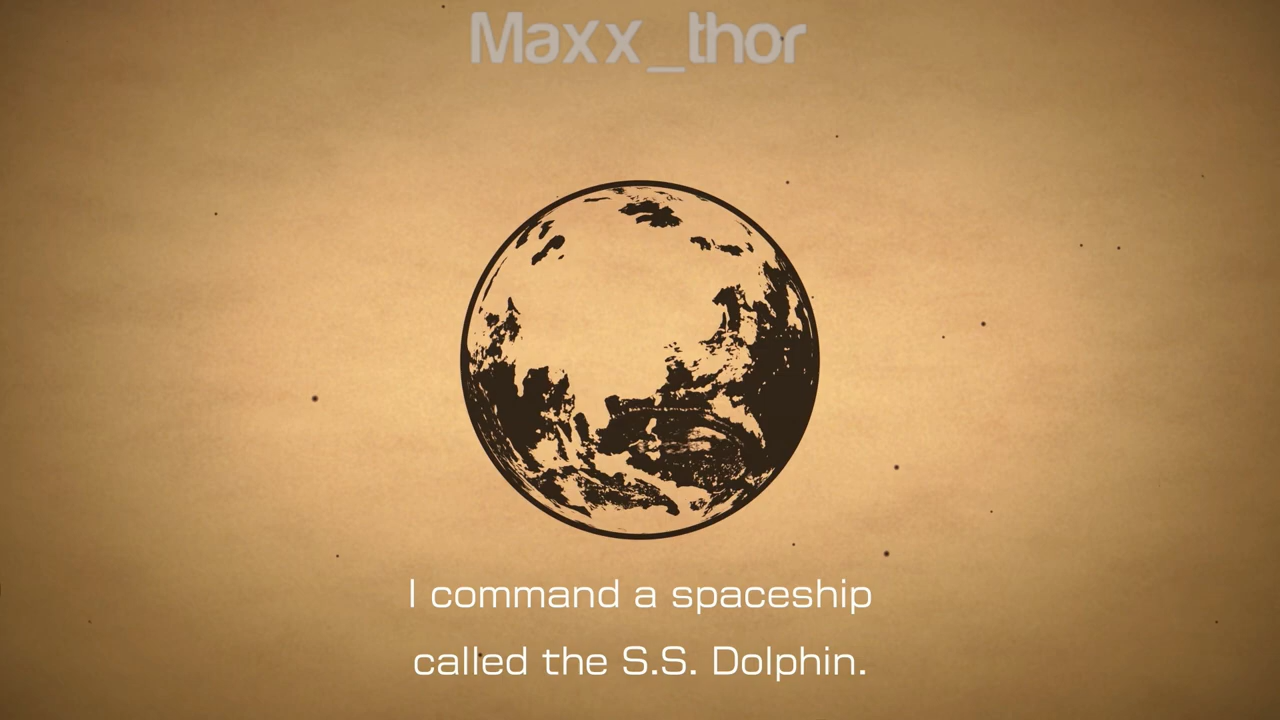 Maxx_thor
I command a spaceship
called the S.S. Dolphin.